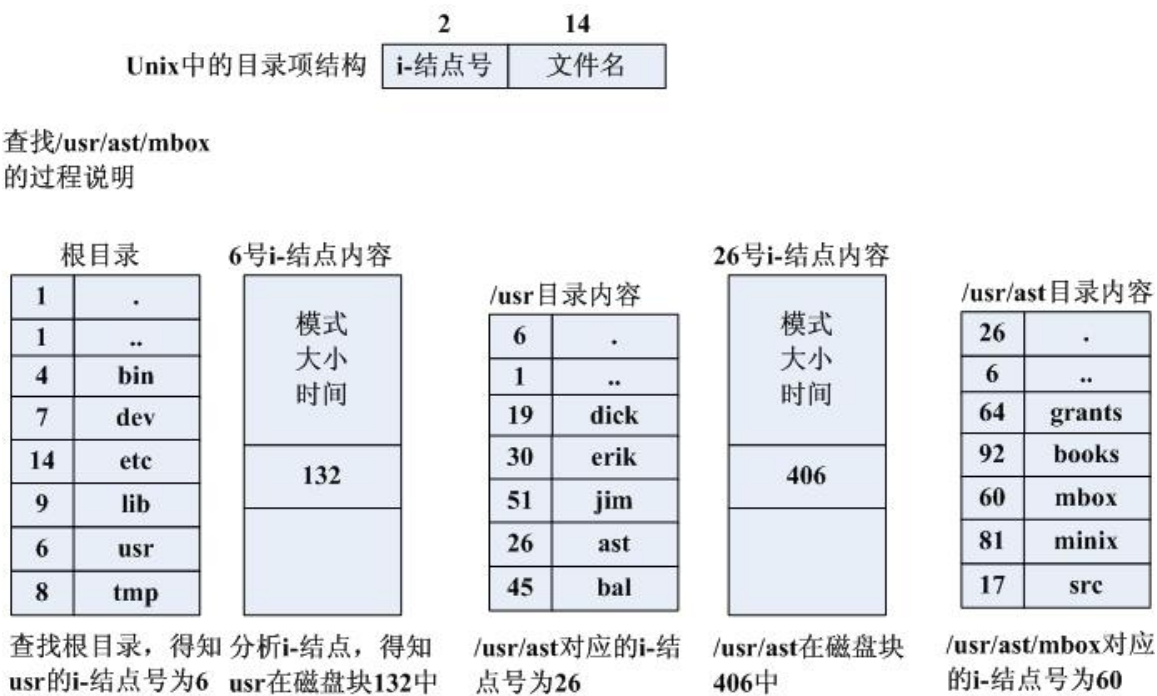 2 14
Unix中的目录项结构 i-结点号 文件名
查找/usr/ast/mbox
的过程说明
根目录
1 .
1 ..
4 bin
7 dev
14 etc
9 lib
6 usr
8 tmp
查找根目录，得知
usr的i-结点号为6
6号i-结点内容
模式
大小
时间
132
分析i-结点，得知
usr在磁盘块132中
/usr目录内容
6 .
1 ..
19 dick
30 erik
51 jim
26 ast
45 bal
/usr/ast对应的i-结
点号为26
26号i-结点内容
模式
大小
时间
406
/usr/ast在磁盘块
406中
/usr/ast目录内容
26 .
6 ..
64 grants
92 books
60 mbox
81 minix
17 src
/usr/ast/mbox对应
的i-结点号为60